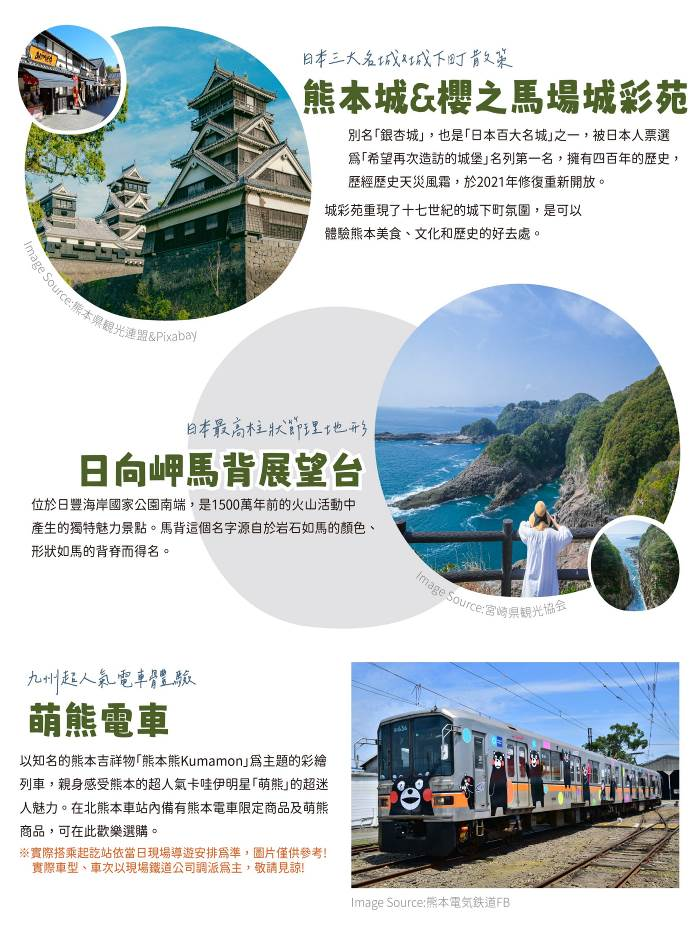 日本三大名城&城下町散策
熊本城&櫻之馬場城彩苑
別名「銀杏城」，也是「日本百大名城」之一，被日本人票選
爲「希望再次造訪的城堡」名列第一名，擁有四百年的歷史，
歷經歷史天災風霜，於2021年修復重新開放。
城彩苑重現了十七世紀的城下町氛圍，是可以
體驗熊本美食、文化和歷史的好去處。
Image Source:熊本県観光連盟&Pixabay
日本最高柱狀節理地形
日向岬馬背展望台
位於日豐海岸國家公園南端，是1500萬年前的火山活動中
產生的獨特魅力景點。馬背這個名字源自於岩石如馬的顏色、
形狀如馬的背脊而得名。
Image Source:宮崎県観光協会
九州超人氣電車體驗
萌熊電車
以知名的熊本吉祥物「熊本熊Kumamon」爲主題的彩繪
列車，親身感受熊本的超人氣卡哇伊明星「萌熊」的超迷
人魅力。在北熊本車站內備有熊本電車限定商品及萌熊
商品，可在此歡樂選購。
※實際搭乘起訖站依當日現場導遊安排爲準，圖片僅供參考!
實際車型、車次以現場鐵道公司調派爲主，敬請見諒!
Image Source:熊本電気鉄道FB